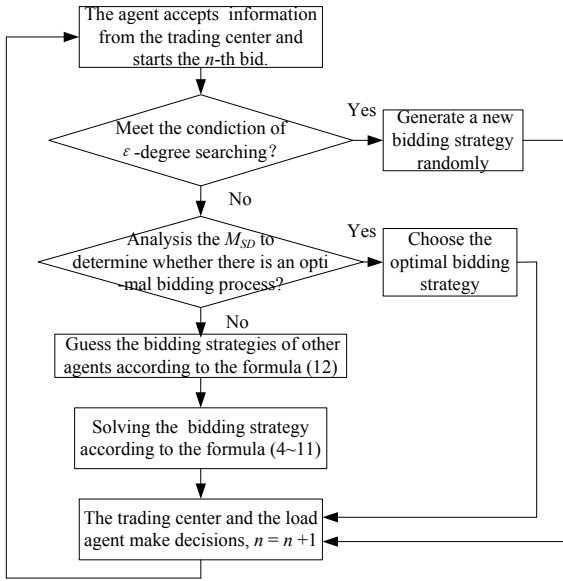 The agent accepts information
from the trading center and
starts the n-th bid.
Yes
Meet the condiction of
ε -degree searching?
Generate a new
bidding strategy
randomly
No
Analysis the M_SD to
determine whether there is an opti
-mal bidding process?
Yes
Choose the
optimal bidding
strategy
No
Guess the bidding strategies of other
agents according to the formula (12)
Solving the bidding strategy
according to the formula (4~11)
The trading center and the load
agent make decisions, n = n +1